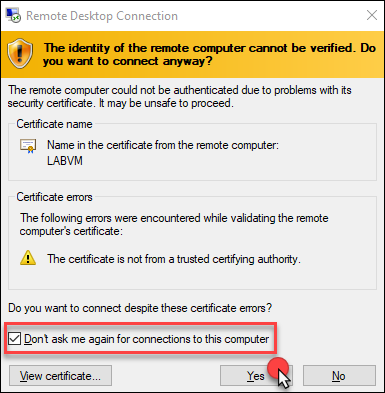 Remote Desktop Connection
The identity of the remote computer cannot be verified. Do
you want to connect anyway?
The remote computer could not be authenticated due to problems with its
security certificate. It may be unsafe to proceed.
Certificate name
Name in the certificate from the remote computer:
LABVM
Certificate errors
The following errors were encountered while validating the remote
computer's certificate:
The certificate is not from a trusted certifying authority.
Do you want to connect despite these certificate errors?
Don't ask me again for connections to this computer
View certificate... Yes No